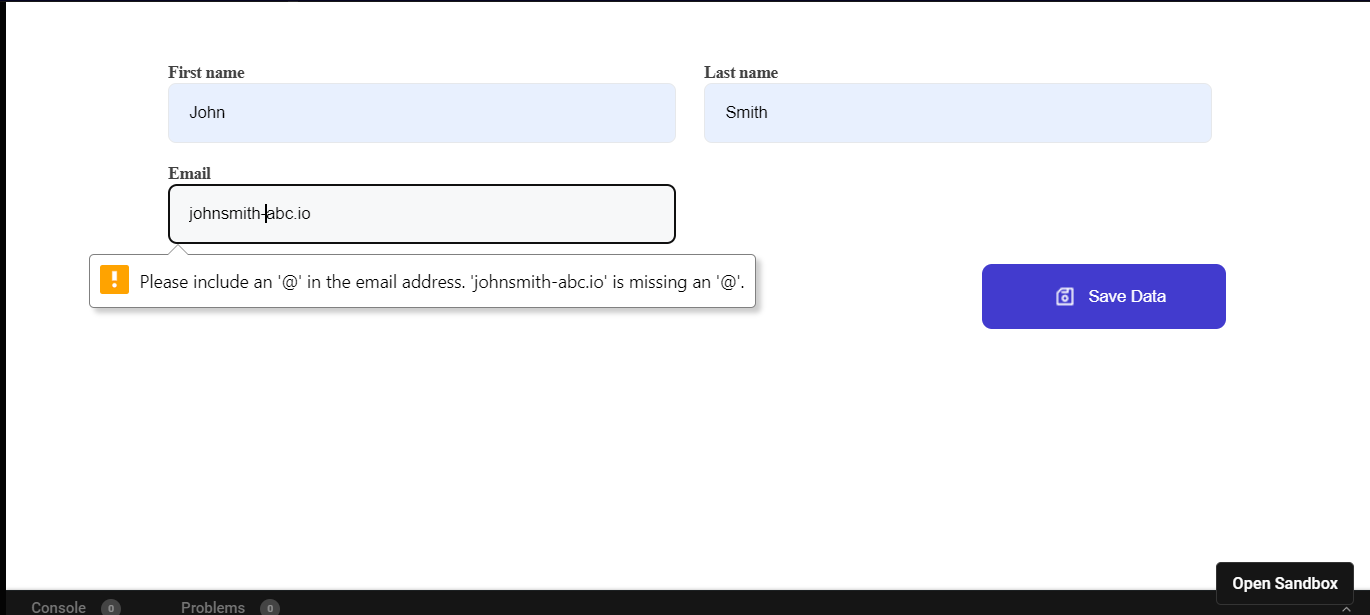 First name
Last name
John
Smith
Email
johnsmith-abc.io
Please include an '@' in the email address. 'johnsmith-abc.io' is missing an '@'.
Save Data
Open Sandbox
Console 0
Problems 0